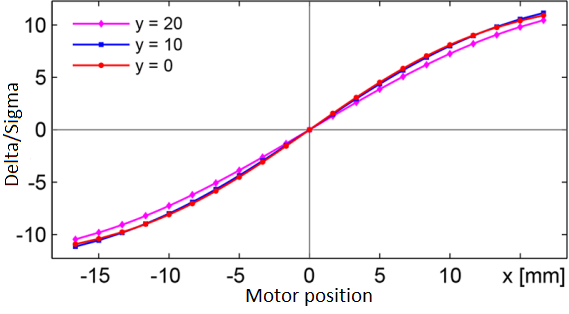 10
5
0
-5
-10
Delta/Sigma
y = 20
y = 10
y = 0
-15 -10 -5 0 5 10 x [mm]
Motor position